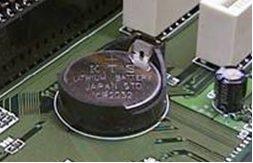 +
K T S
LITHIUM BATTERY
JAPAN STD
CR2032